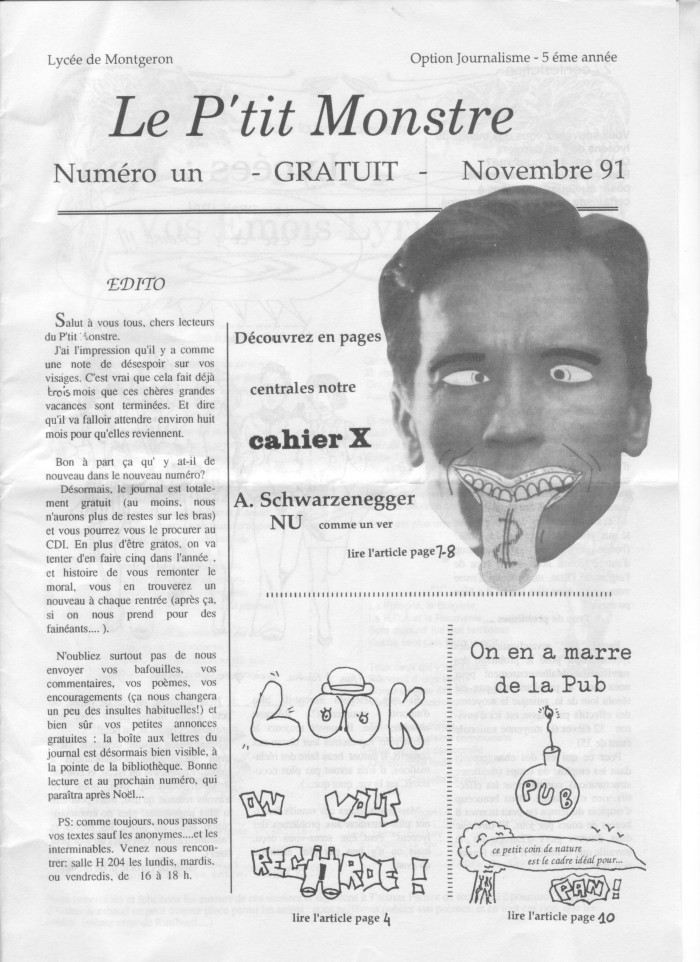 Lycée de Montgeron
Option Journalisme - 5 éme année
Le P'tit Monstre
Numéro un - GRATUIT - Novembre 91
EDITO
Salut à vous tous, chers lecteurs
du P'tit Monstre.
J'ai l'impression qu'il y a comme
une note de désespoir sur vos
visages. C'est vrai que cela fait déjà
trois mois que ces chères grandes
vacances sont terminées. Et dire
qu'il va falloir attendre environ huit
mois pour qu'elles reviennent.
Bon à part ça qu' y at-il de
nouveau dans le nouveau numéro?
Désormais, le journal est totale-
ment gratuit (au moins, nous
n'aurons plus de restes sur les bras)
et vous pourrez vous le procurer au
CDI. En plus d'être gratos, on va
tenter d'en faire cinq dans l'année ,
et histoire de vous remonter le
moral, vous en trouverez un
nouveau à chaque rentrée (après ça,
si on nous prend pour des
fainéants.... ).
N'oubliez surtout pas de nous
envoyer vos bafouilles, vos
commentaires, vos poèmes, vos
encouragements (ça nous changera
un peu des insultes habituelles!) et
bien sûr vos petites annonces
gratuites : la boîte aux lettres du
journal est désormais bien visible, à
la pointe de la bibliothèque. Bonne
lecture et au prochain numéro, qui
paraîtra après Noël...
PS: comme toujours, nous passons
vos textes sauf les anonymes....et les
interminables. Venez nous rencon-
trer: salle H 204 les lundis, mardis.
ou vendredis, de 16 à 18 h.
Découvrez en pages
centrales notre
cahier X
A. Schwarzenegger
NU comme un ver
lire l'article page 7-8
LOOK
ON VOUS
REGARDE !
lire l'article page 4
On en a marre
de la Pub
PUB
ce petit coin de nature
est le cadre idéal pour...
PAN !
lire l'article page 10